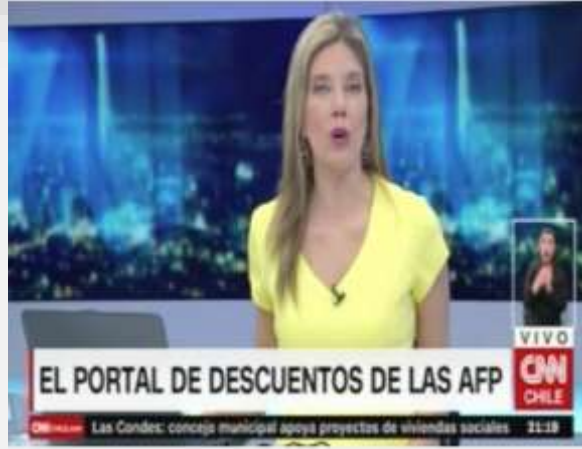 VIVO
EL PORTAL DE DESCUENTOS DE LAS AFP
CNN
CHILE
Las Condes: concejo municipal apoya proyectos de viviendas sociales 21:19